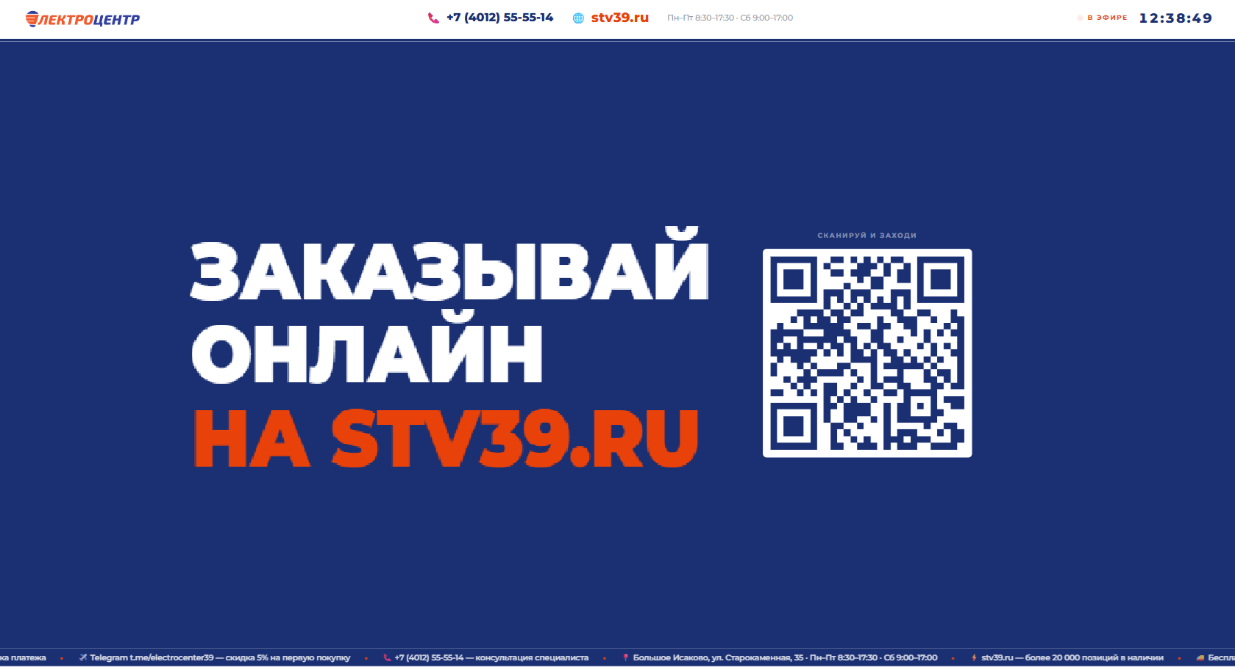 ЭЛЕКТРОЦЕНТР
+7 (4012) 55-55-14
stv39.ru
Пн-Пт 8:30-17:30 · Сб 9:00-17:00
В ЭФИРЕ
12:38:49
ЗАКАЗЫВАЙ
ОНЛАЙН
НА STV39.RU
СКАНИРУЙ И ЗАХОДИ
платежа • Telegram t.me/electrocenter39 — скидка 5% на первую покупку • +7 (4012) 55-55-14 — консультация специалиста • Большое Исаково, ул. Старокаменная, 35 · Пн-Пт 8:30-17:30 · Сб 9:00-17:00 • stv39.ru — более 20 000 позиций в наличии •